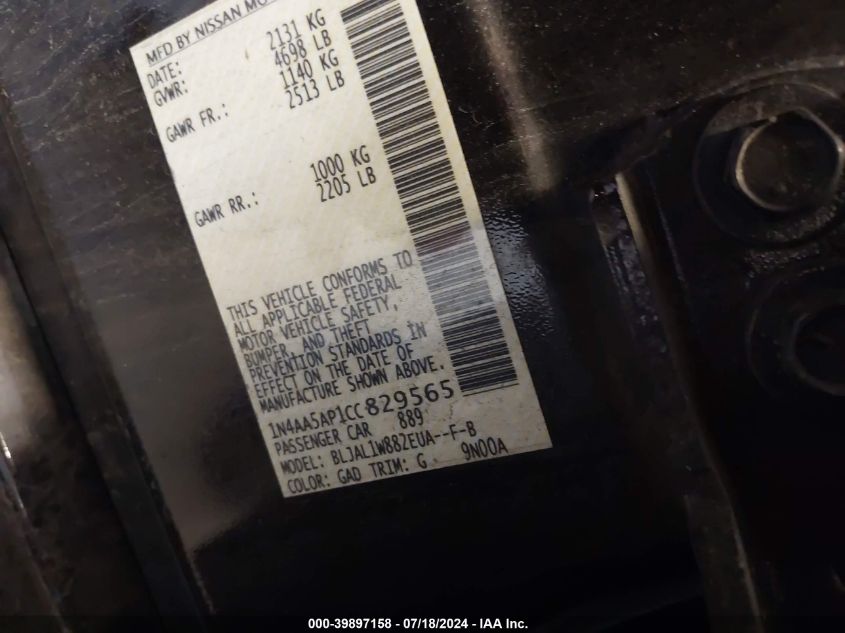 MFD BY NISSAN MO
DATE:
GVWR: 2131 KG
4698 LB
GAWR FR.: 1140 KG
2513 LB
GAWR RR.: 1000 KG
2205 LB
THIS VEHICLE CONFORMS TO
ALL APPLICABLE FEDERAL
MOTOR VEHICLE SAFETY,
BUMPER, AND THEFT
PREVENTION STANDARDS IN
EFFECT ON THE DATE OF
MANUFACTURE SHOWN ABOVE.
1N4AA5AP1CC829565
PASSENGER CAR 889
MODEL: BLJAL1W882EUA--F-B
COLOR: GAD TRIM: G 9N00A
000-39897158 - 07/18/2024 - IAA Inc.